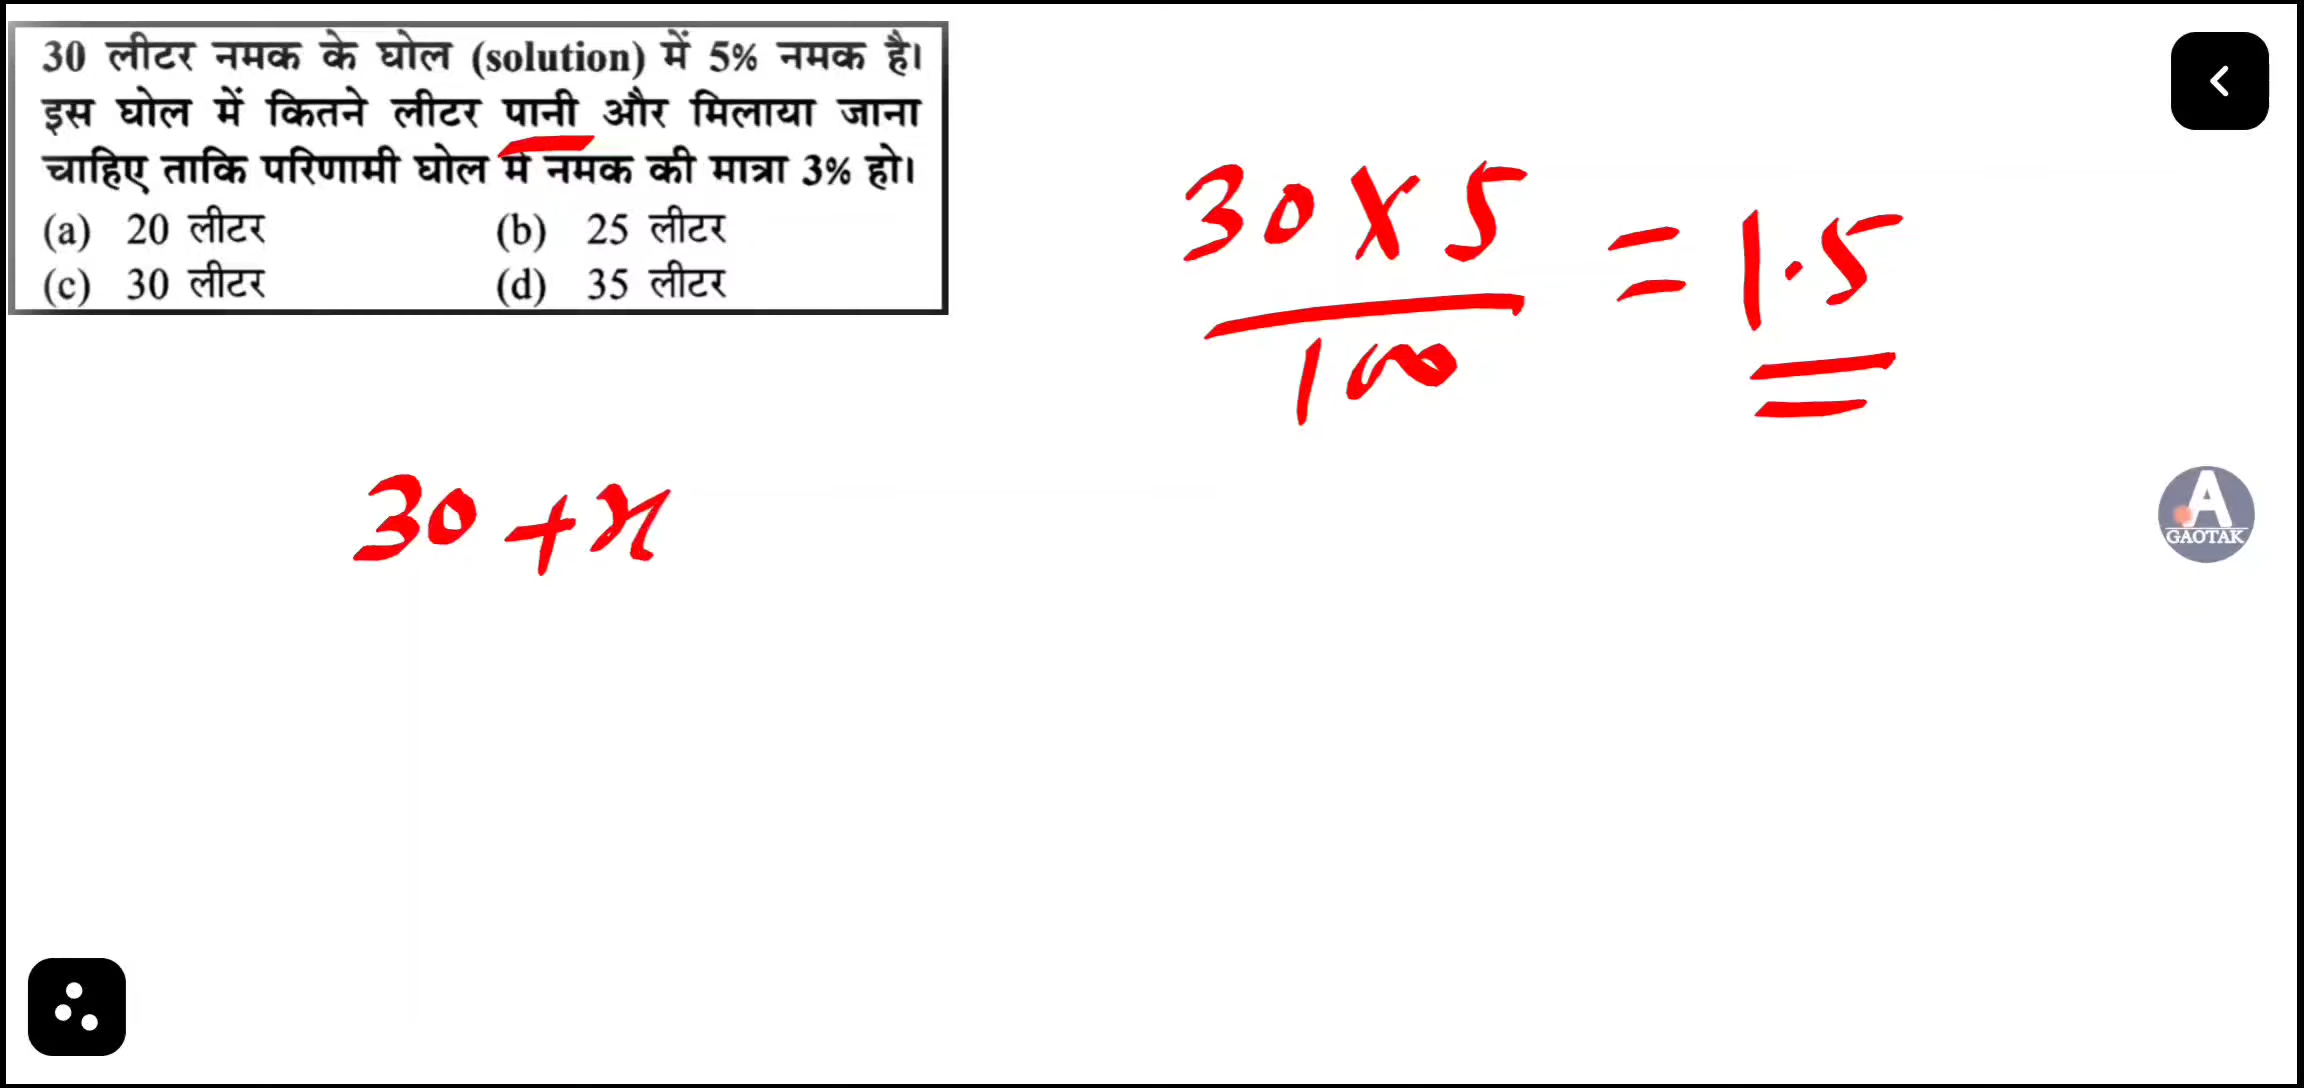 30 लीटर नमक के घोल (solution) में 5% नमक है।
इस घोल में कितने लीटर पानी और मिलाया जाना
चाहिए ताकि परिणामी घोल में नमक की मात्रा 3% हो।
(a) 20 लीटर (b) 25 लीटर
(c) 30 लीटर (d) 35 लीटर
30 x 5
100
= 1.5
30 + x
A
GAOTAK